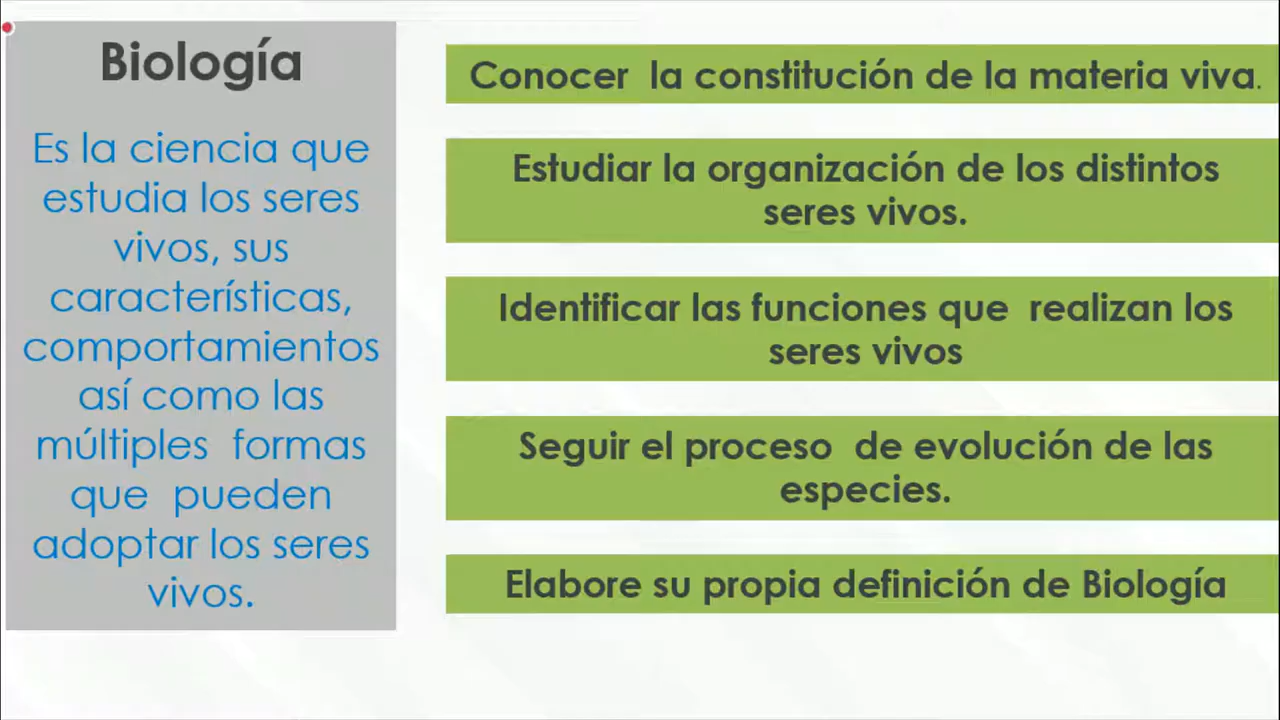 Biología
Es la ciencia que
estudia los seres
vivos, sus
características,
comportamientos
así como las
múltiples formas
que pueden
adoptar los seres
vivos.
Conocer la constitución de la materia viva.
Estudiar la organización de los distintos
seres vivos.
Identificar las funciones que realizan los
seres vivos
Seguir el proceso de evolución de las
especies.
Elabore su propia definición de Biología